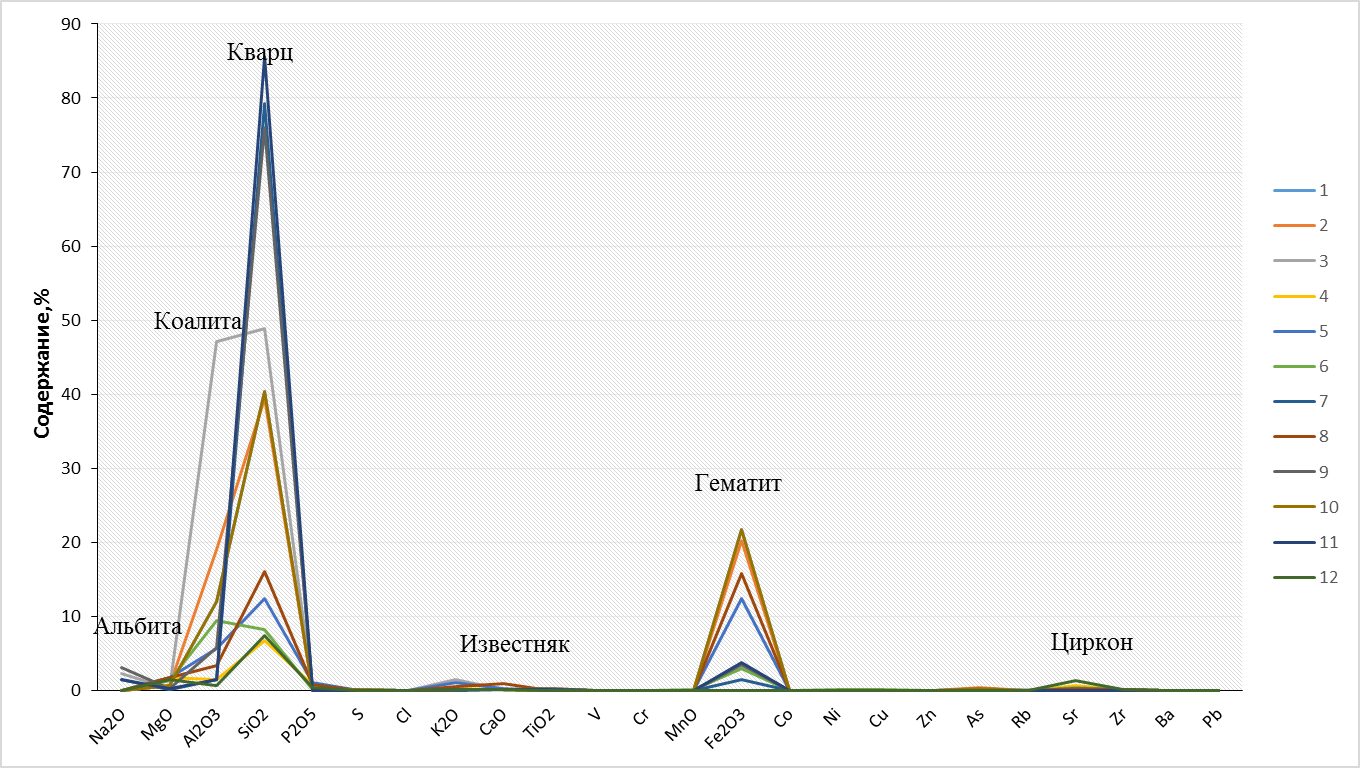 90
80
70
60
50
40
30
20
10
0
Содержание,%
Кварц
Коалита
Альбита
Известняк
Гематит
Циркон
Na2O
MgO
Al2O3
SiO2
P2O5
S
Cl
K2O
CaO
TiO2
V
Cr
MnO
Fe2O3
Co
Ni
Cu
Zn
As
Rb
Sr
Zr
Ba
Pb
1
2
3
4
5
6
7
8
9
10
11
12